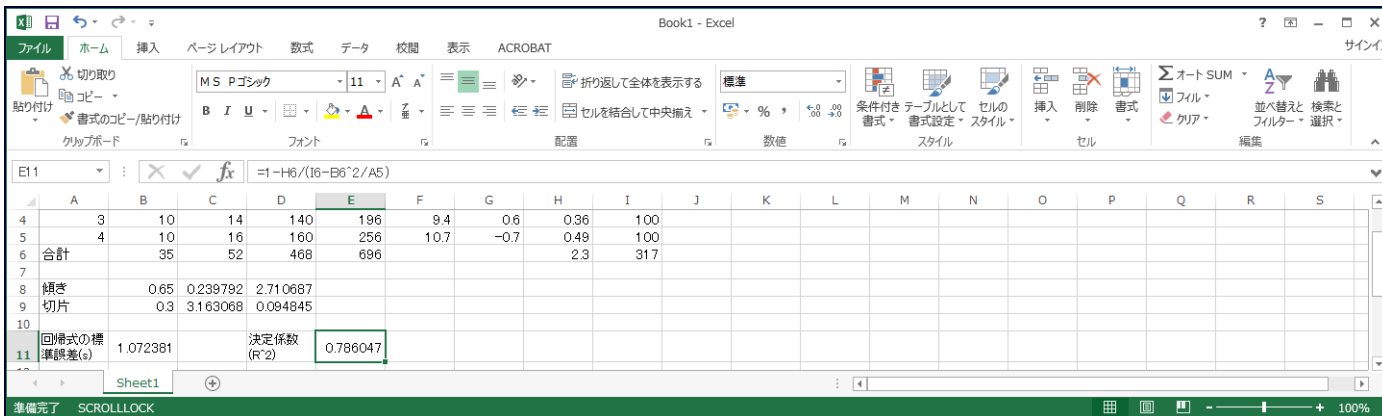 Book1 - Excel
ファイル ホーム 挿入 ページ レイアウト 数式 データ 校閲 表示 ACROBAT サインイ
貼り付け 切り取り コピー 書式のコピー/貼り付け
ＭＳ Ｐゴシック 11 折り返して全体を表示する 標準
B I U セルを結合して中央揃え % 条件付き書式 テーブルとして書式設定 セルのスタイル 挿入 削除 書式 Σ オート SUM フィル クリア 並べ替えとフィルター 検索と選択
クリップボード フォント 配置 数値 スタイル セル 編集
E11 fx =1-H6/(I6-B6^2/A5)
A B C D E F G H I J K L M N O P Q R S
4 3 10 14 140 196 9.4 0.6 0.36 100
5 4 10 16 160 256 10.7 -0.7 0.49 100
6 合計 35 52 468 696 2.3 317
7
8 傾き 0.65 0.239792 2.710687
9 切片 0.3 3.163068 0.094845
10
11 回帰式の標準誤差(s) 1.072381 決定係数(R^2) 0.786047
Sheet1
準備完了 SCROLLLOCK 100%